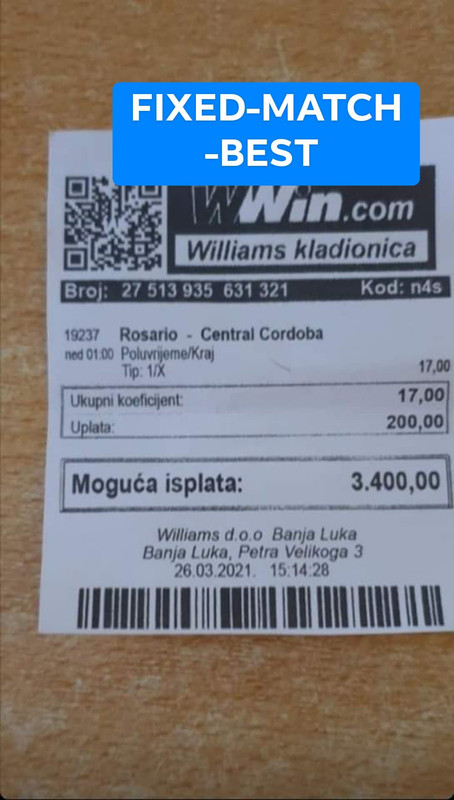 FIXED-MATCH
-BEST
WWin.com
Williams kladionica
Broj: 27 513 935 631 321 Kod: n4s
19237 Rosario - Central Cordoba
ned 01:00 Poluvrijeme/Kraj
Tip: 1/X 17,00
Ukupni koeficijent: 17,00
Uplata: 200,00
Moguća isplata: 3.400,00
Williams d.o.o Banja Luka
Banja Luka, Petra Velikoga 3
26.03.2021. 15:14:28